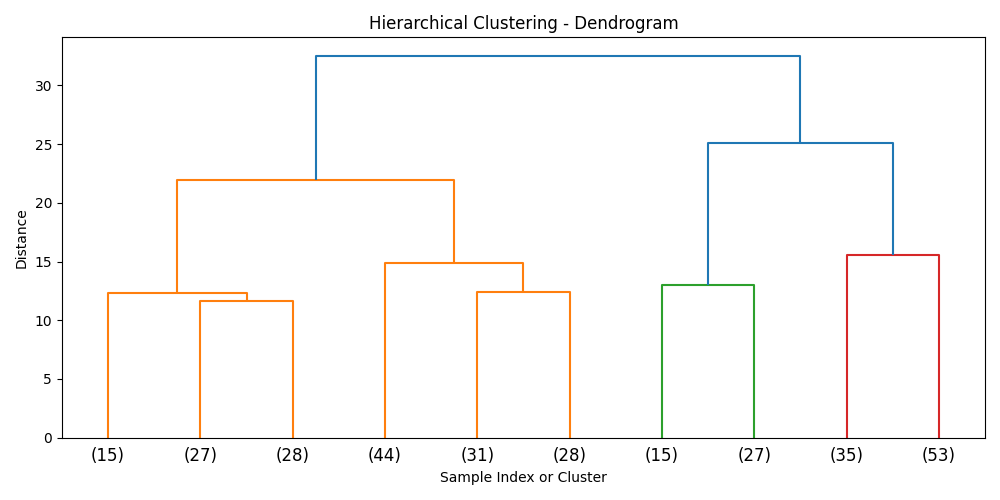 Hierarchical Clustering - Dendrogram
30
25
20
15
10
5
0
Distance
(15) (27) (28) (44) (31) (28) (15) (27) (35) (53)
Sample Index or Cluster